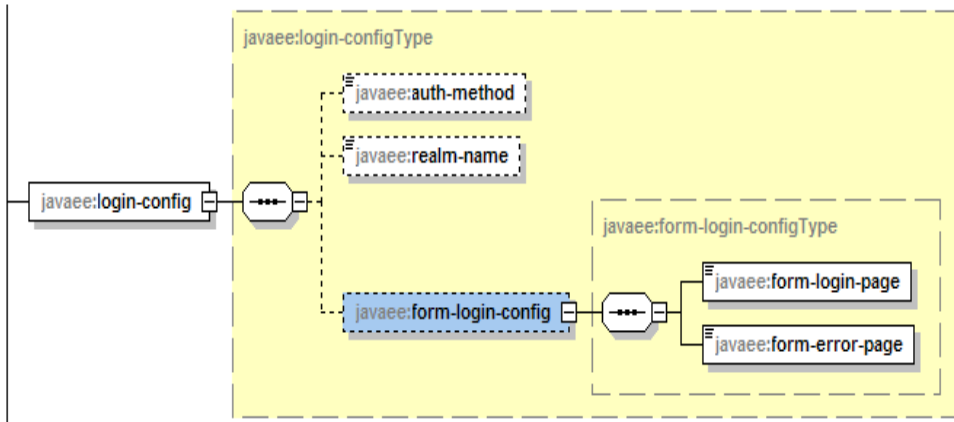 javaee:login-configType
javaee:auth-method
javaee:realm-name
javaee:login-config
javaee:form-login-configType
javaee:form-login-page
javaee:form-login-config
javaee:form-error-page